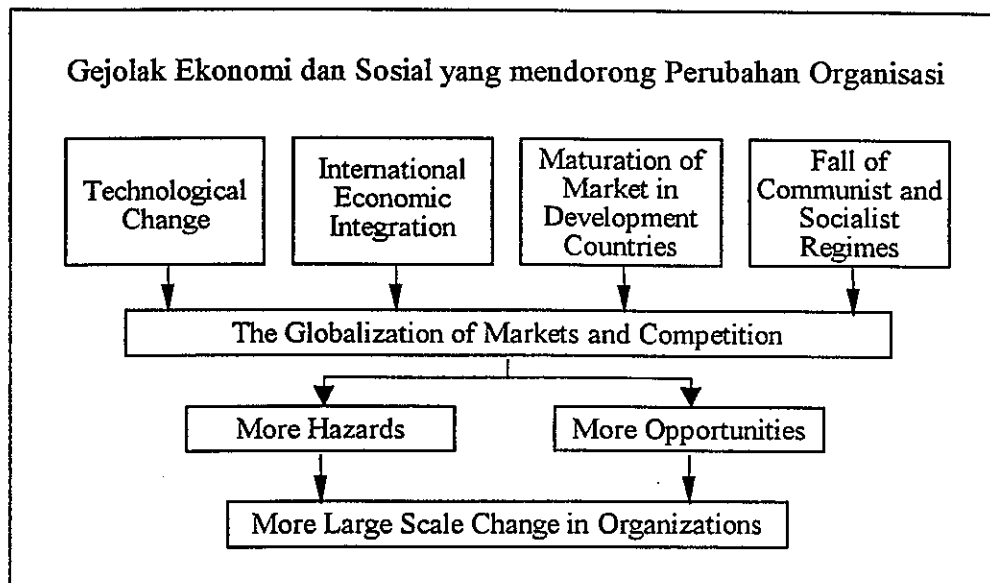 Gejolak Ekonomi dan Sosial yang mendorong Perubahan Organisasi
Technological
Change
International
Economic
Integration
Maturation of
Market in
Development
Countries
Fall of
Communist and
Socialist
Regimes
The Globalization of Markets and Competition
More Hazards
More Opportunities
More Large Scale Change in Organizations